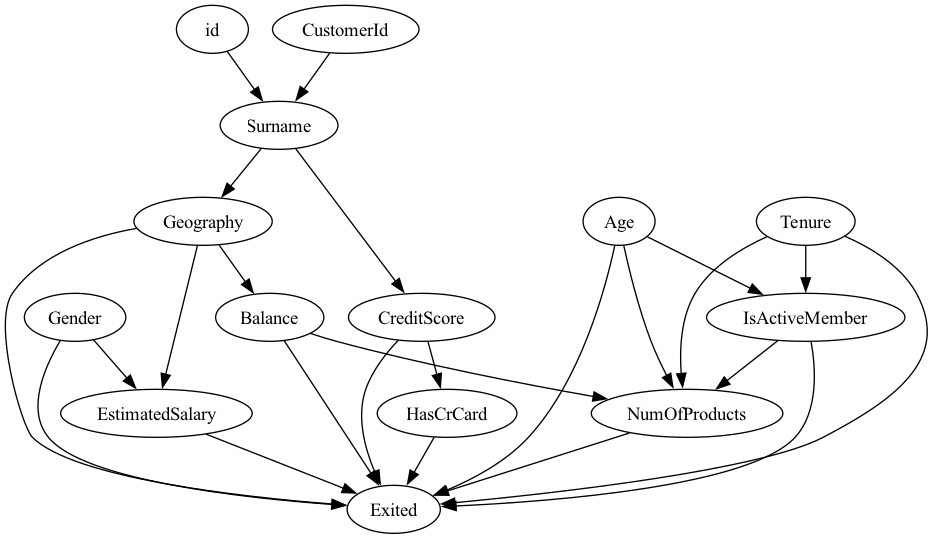 id
CustomerId
Surname
Geography
Age
Tenure
Gender
Balance
CreditScore
IsActiveMember
EstimatedSalary
HasCrCard
NumOfProducts
Exited